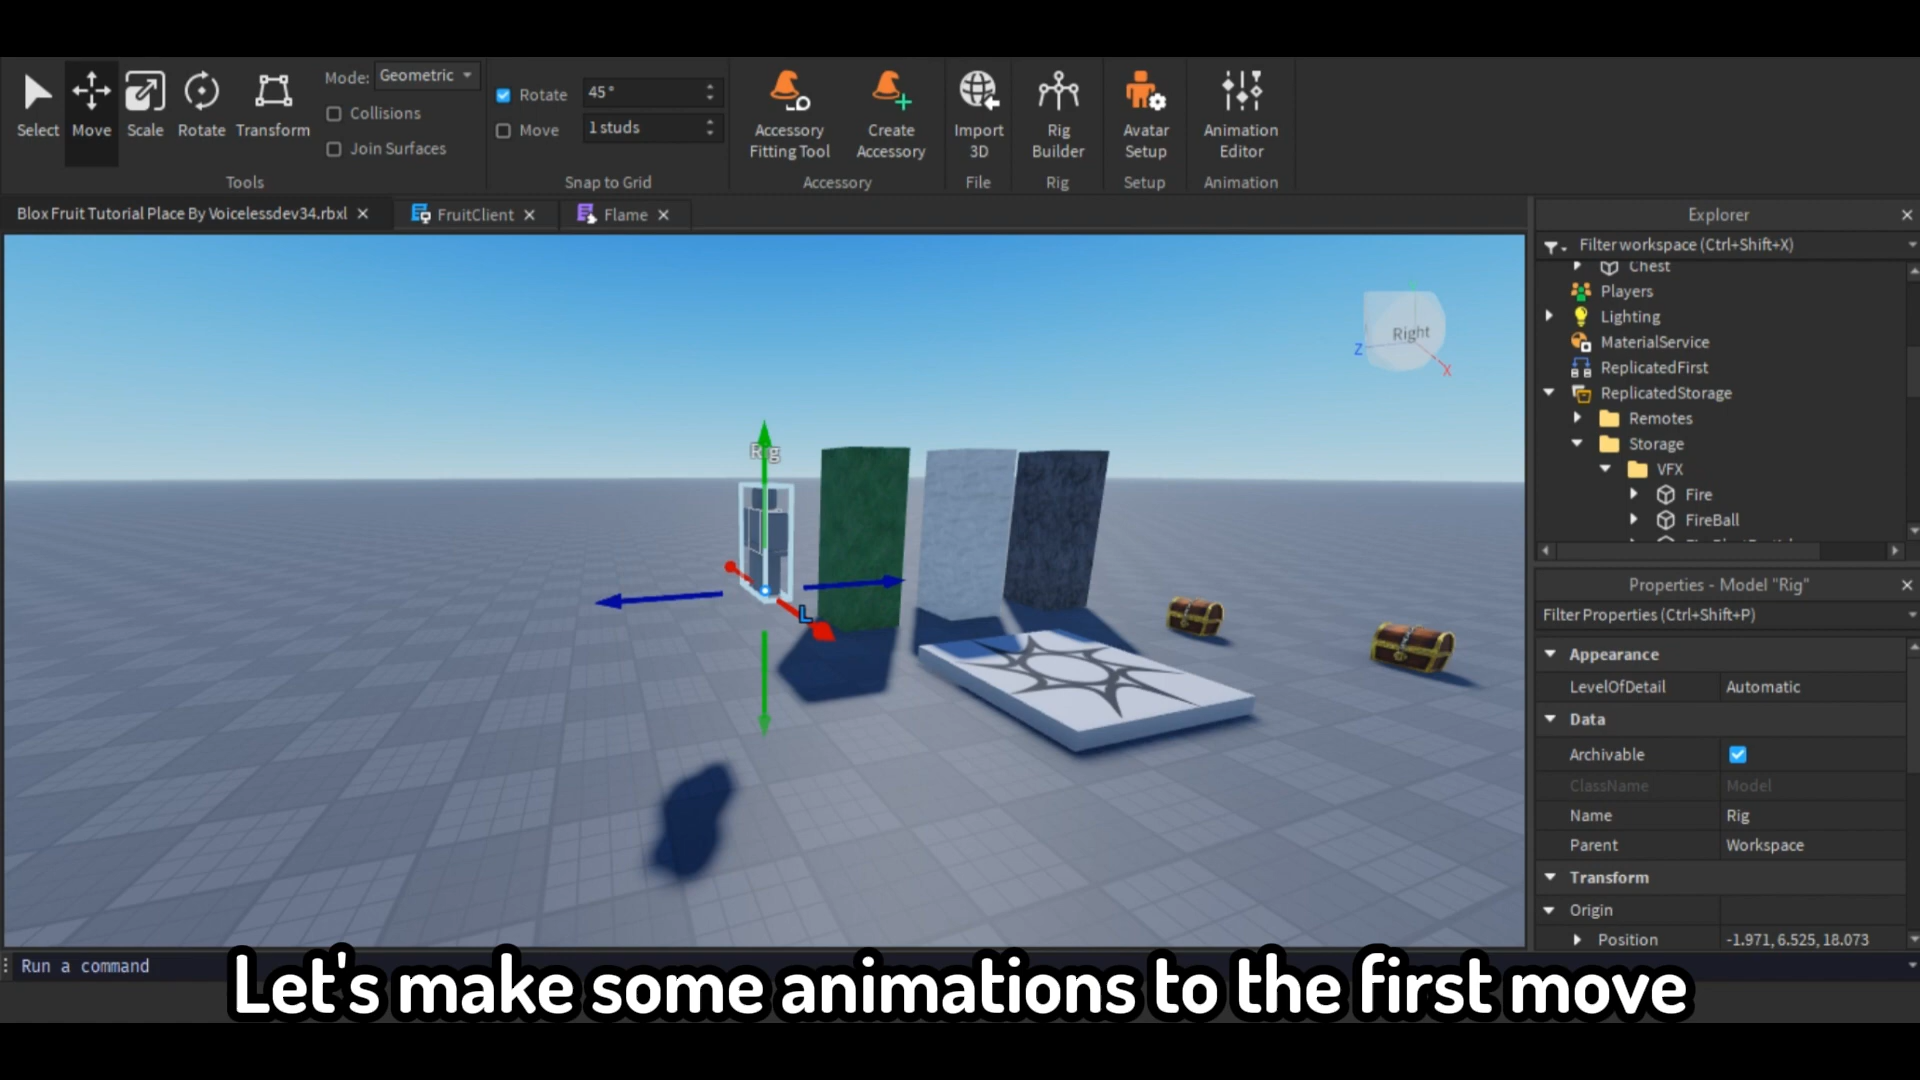 Select
Move
Scale
Rotate
Transform
Mode: Geometric
Collisions
Join Surfaces
Tools
Rotate 45°
Move 1 studs
Snap to Grid
Accessory
Fitting Tool
Create
Accessory
Accessory
Import
3D
File
Rig
Builder
Rig
Avatar
Setup
Setup
Animation
Editor
Animation
Blox Fruit Tutorial Place By Voicelessdev34.rbxl
FruitClient
Flame
Rig
L
Right
Z
X
Explorer
Filter workspace (Ctrl+Shift+X)
Chest
Players
Lighting
MaterialService
ReplicatedFirst
ReplicatedStorage
Remotes
Storage
VFX
Fire
FireBall
Properties - Model "Rig"
Filter Properties (Ctrl+Shift+P)
Appearance
LevelOfDetail Automatic
Data
Archivable
ClassName Model
Name Rig
Parent Workspace
Transform
Origin
Position -1.971, 6.525, 18.073
Run a command
Let's make some animations to the first move